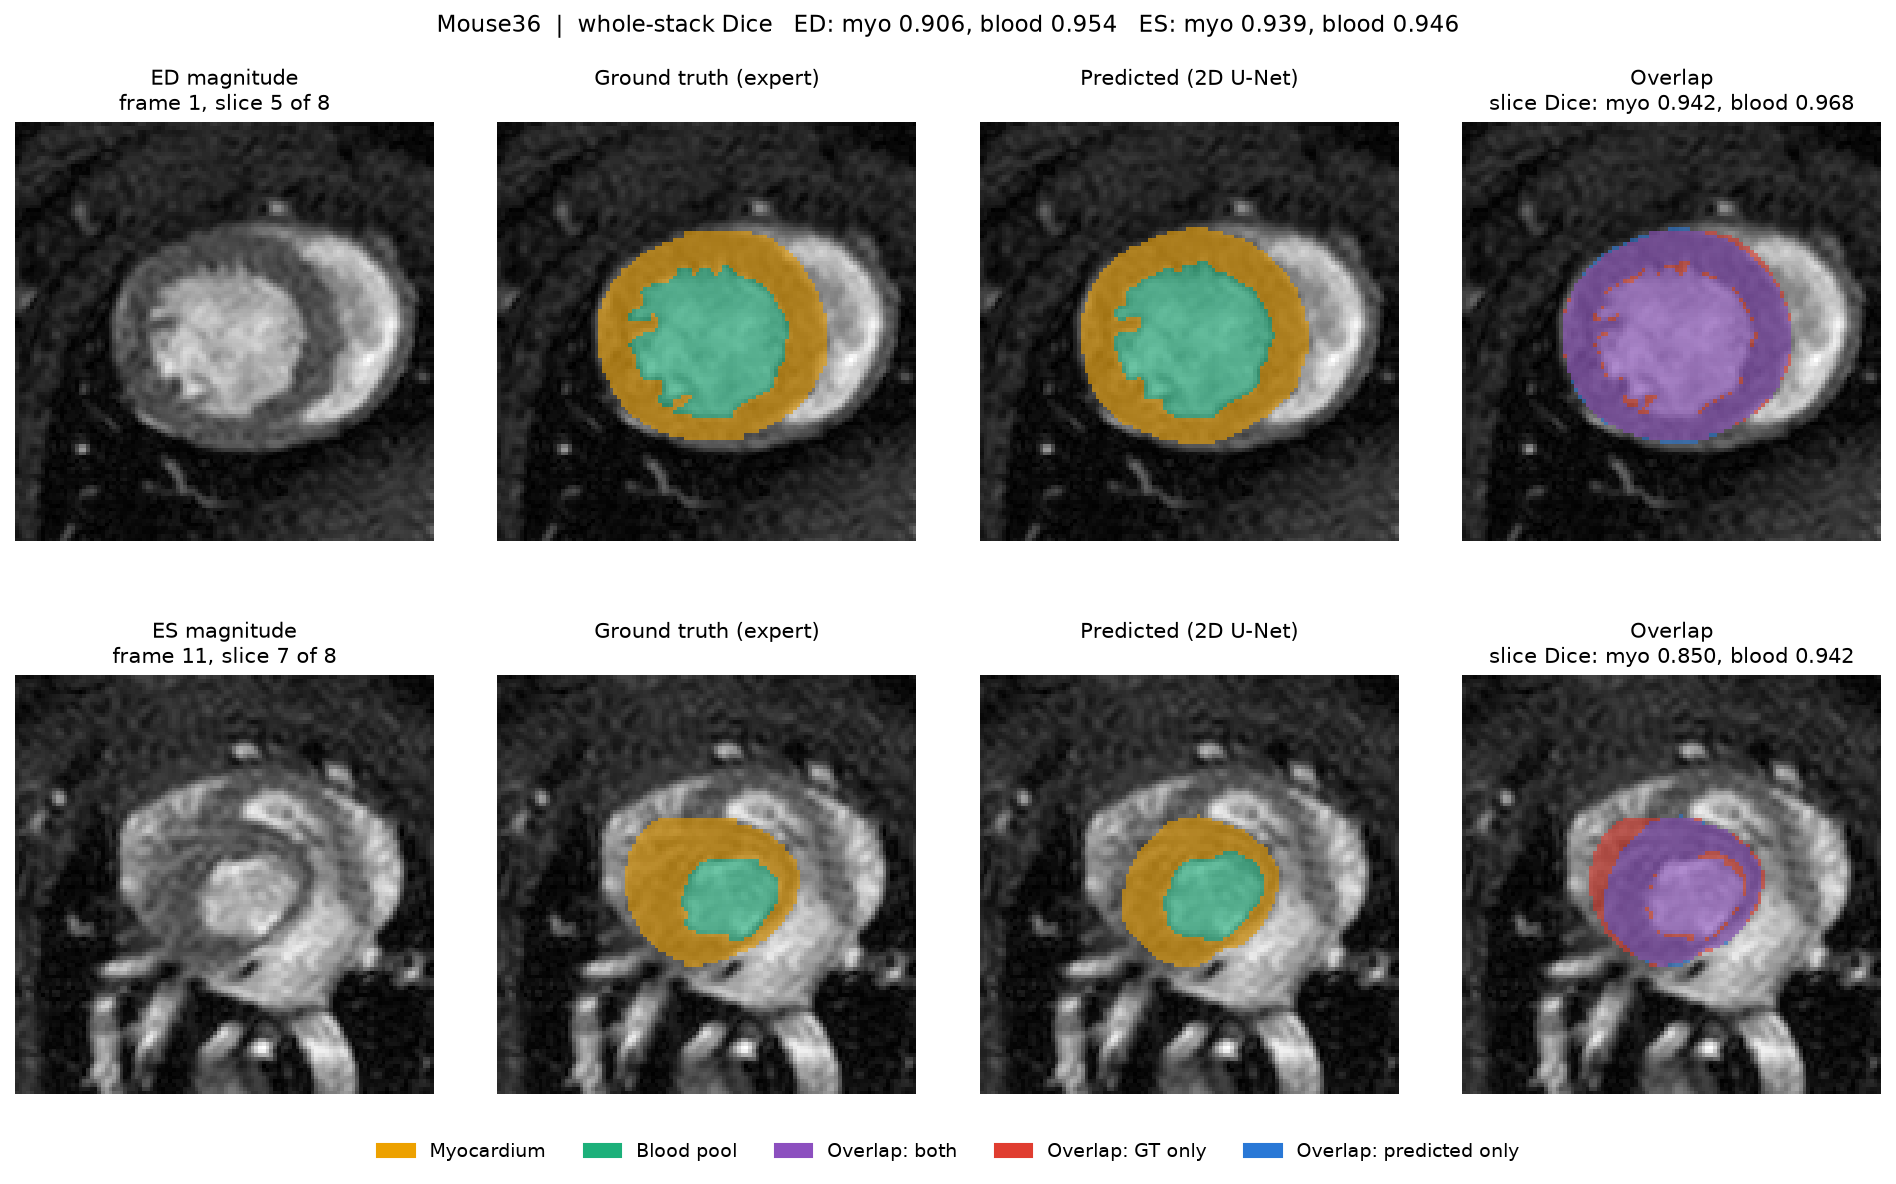 Mouse36 | whole-stack Dice ED: myo 0.906, blood 0.954 ES: myo 0.939, blood 0.946
ED magnitude
frame 1, slice 5 of 8
Ground truth (expert)
Predicted (2D U-Net)
Overlap
slice Dice: myo 0.942, blood 0.968
ES magnitude
frame 11, slice 7 of 8
Ground truth (expert)
Predicted (2D U-Net)
Overlap
slice Dice: myo 0.850, blood 0.942
Myocardium
Blood pool
Overlap: both
Overlap: GT only
Overlap: predicted only